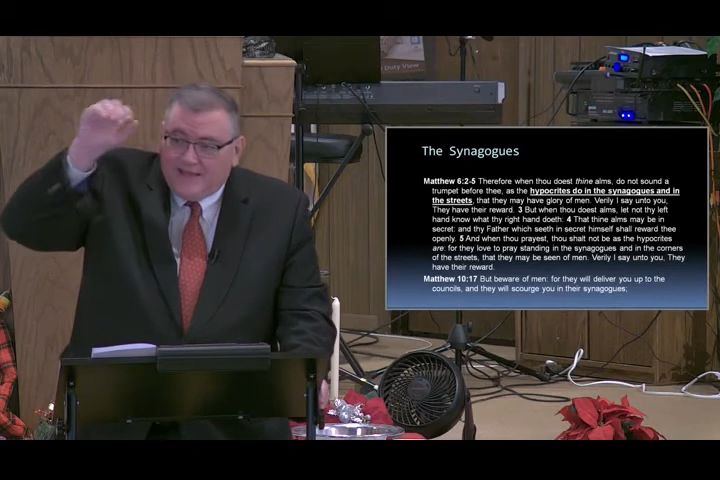 Duty View
The Synagogues
Matthew 6:2-5 Therefore when thou doest thine alms, do not sound a
trumpet before thee, as the hypocrites do in the synagogues and in
the streets, that they may have glory of men. Verily I say unto you,
They have their reward. 3 But when thou doest alms, let not thy left
hand know what thy right hand doeth: 4 That thine alms may be in
secret: and thy Father which seeth in secret himself shall reward thee
openly. 5 And when thou prayest, thou shalt not be as the hypocrites
are: for they love to pray standing in the synagogues and in the corners
of the streets, that they may be seen of men. Verily I say unto you, They
have their reward.
Matthew 10:17 But beware of men: for they will deliver you up to the
councils, and they will scourge you in their synagogues;